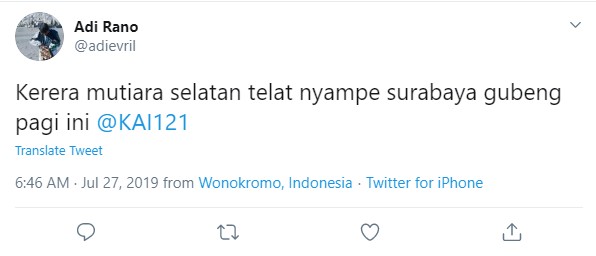 Adi Rano
@adievril
Kerera mutiara selatan telat nyampe surabaya gubeng
pagi ini @KAI121
Translate Tweet
6:46 AM · Jul 27, 2019 from Wonokromo, Indonesia · Twitter for iPhone